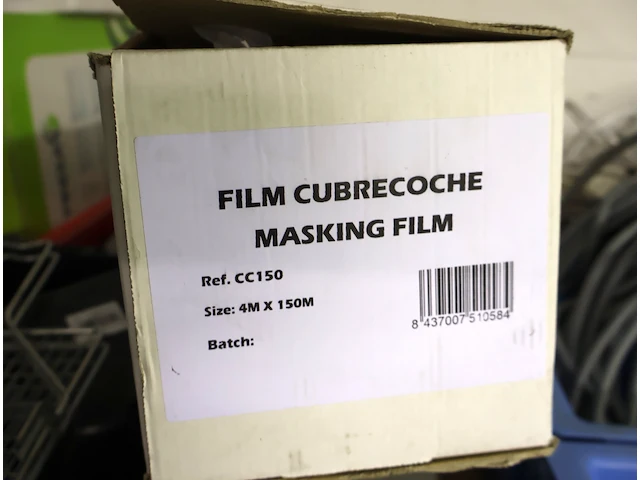 FILM CUBRECOCHE
MASKING FILM
Ref. CC150
Size: 4M X 150M
Batch:
8 437007 510584